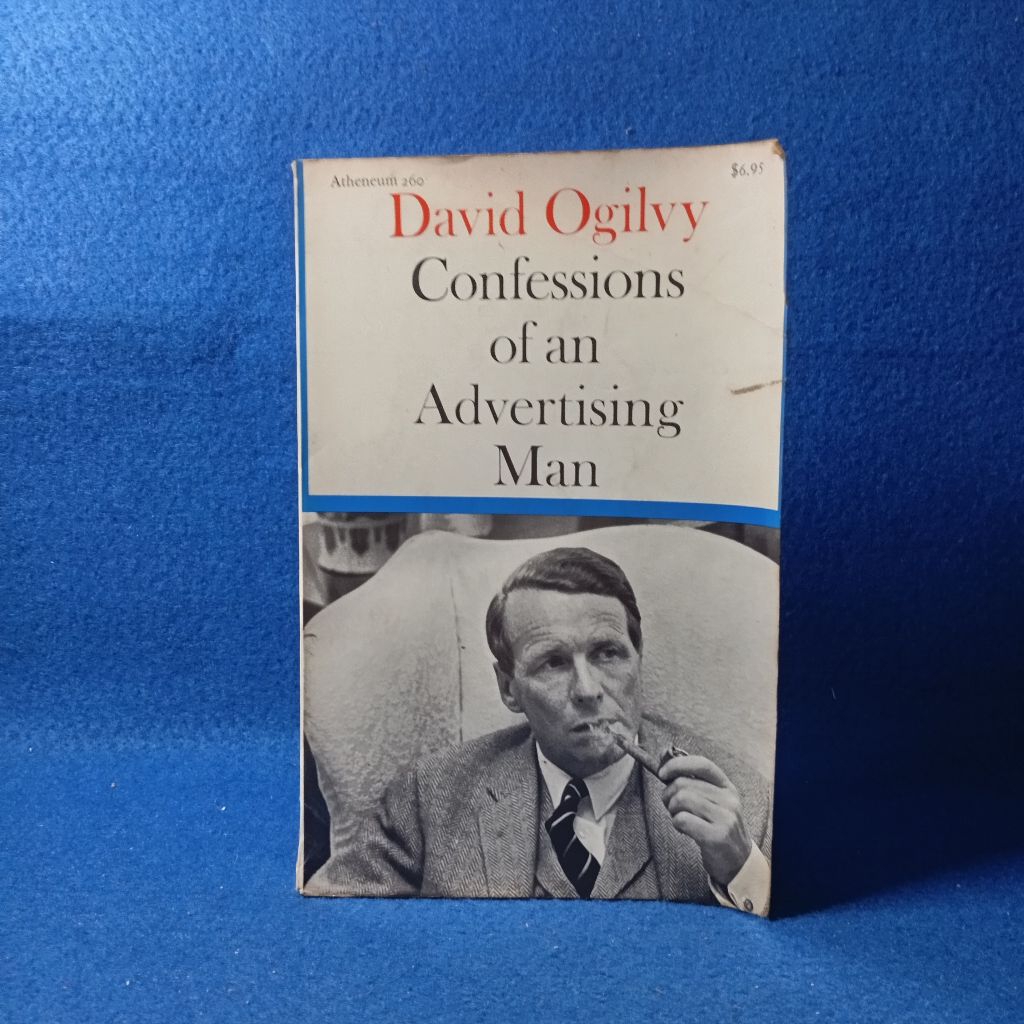 Atheneum 260
$6.95
David Ogilvy
Confessions
of an
Advertising
Man